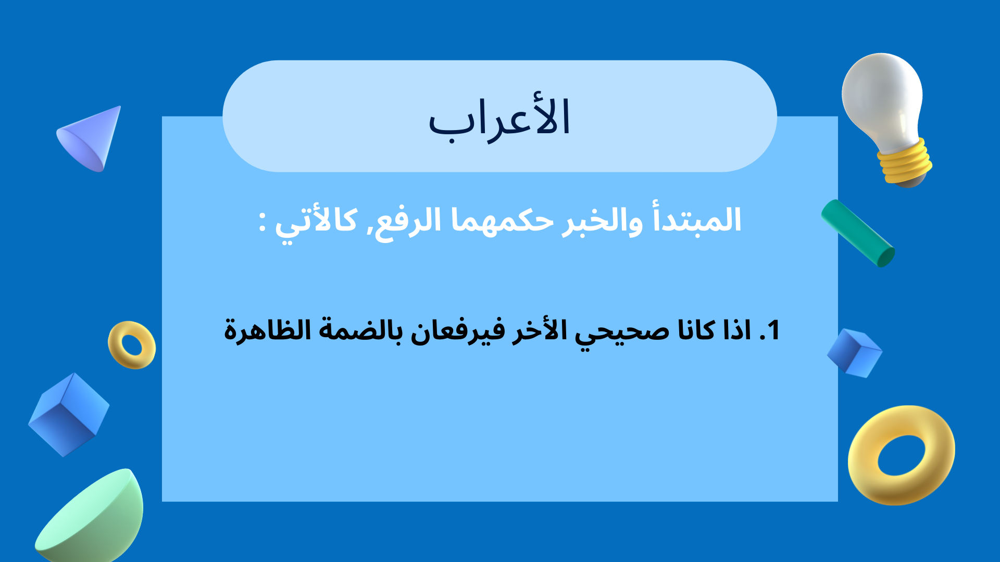 الأعراب
المبتدأ والخبر حكمهما الرفع, كالأتي :
1. اذا كانا صحيحي الأخر فيرفعان بالضمة الظاهرة